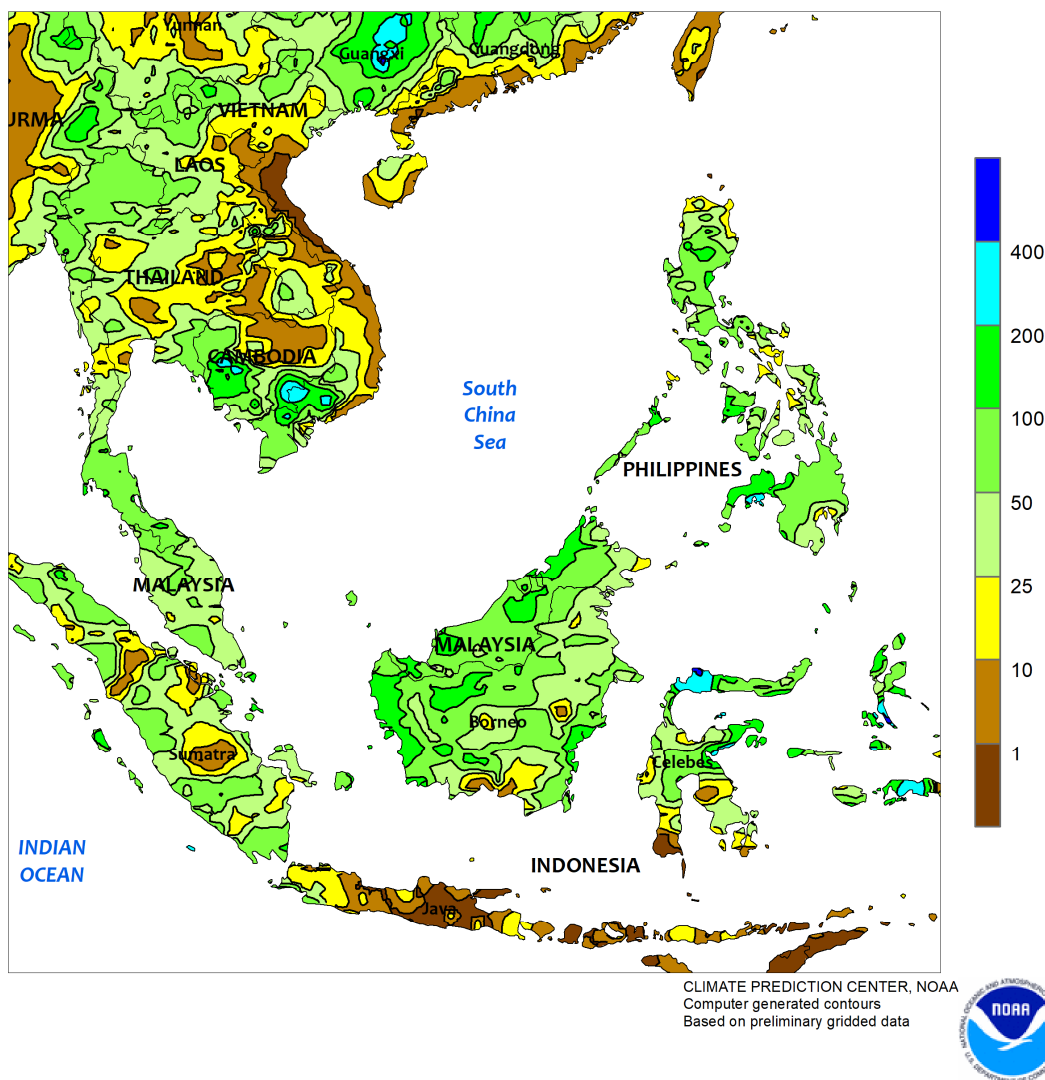 Yunnan
Guangxi
Guangdong
URMA
VIETNAM
LAOS
THAILAND
CAMBODIA
South
China
Sea
PHILIPPINES
MALAYSIA
MALAYSIA
Borneo
Sumatra
Celebes
INDIAN
OCEAN
INDONESIA
Java
400
200
100
50
25
10
1
CLIMATE PREDICTION CENTER, NOAA
Computer generated contours
Based on preliminary gridded data
NOAA